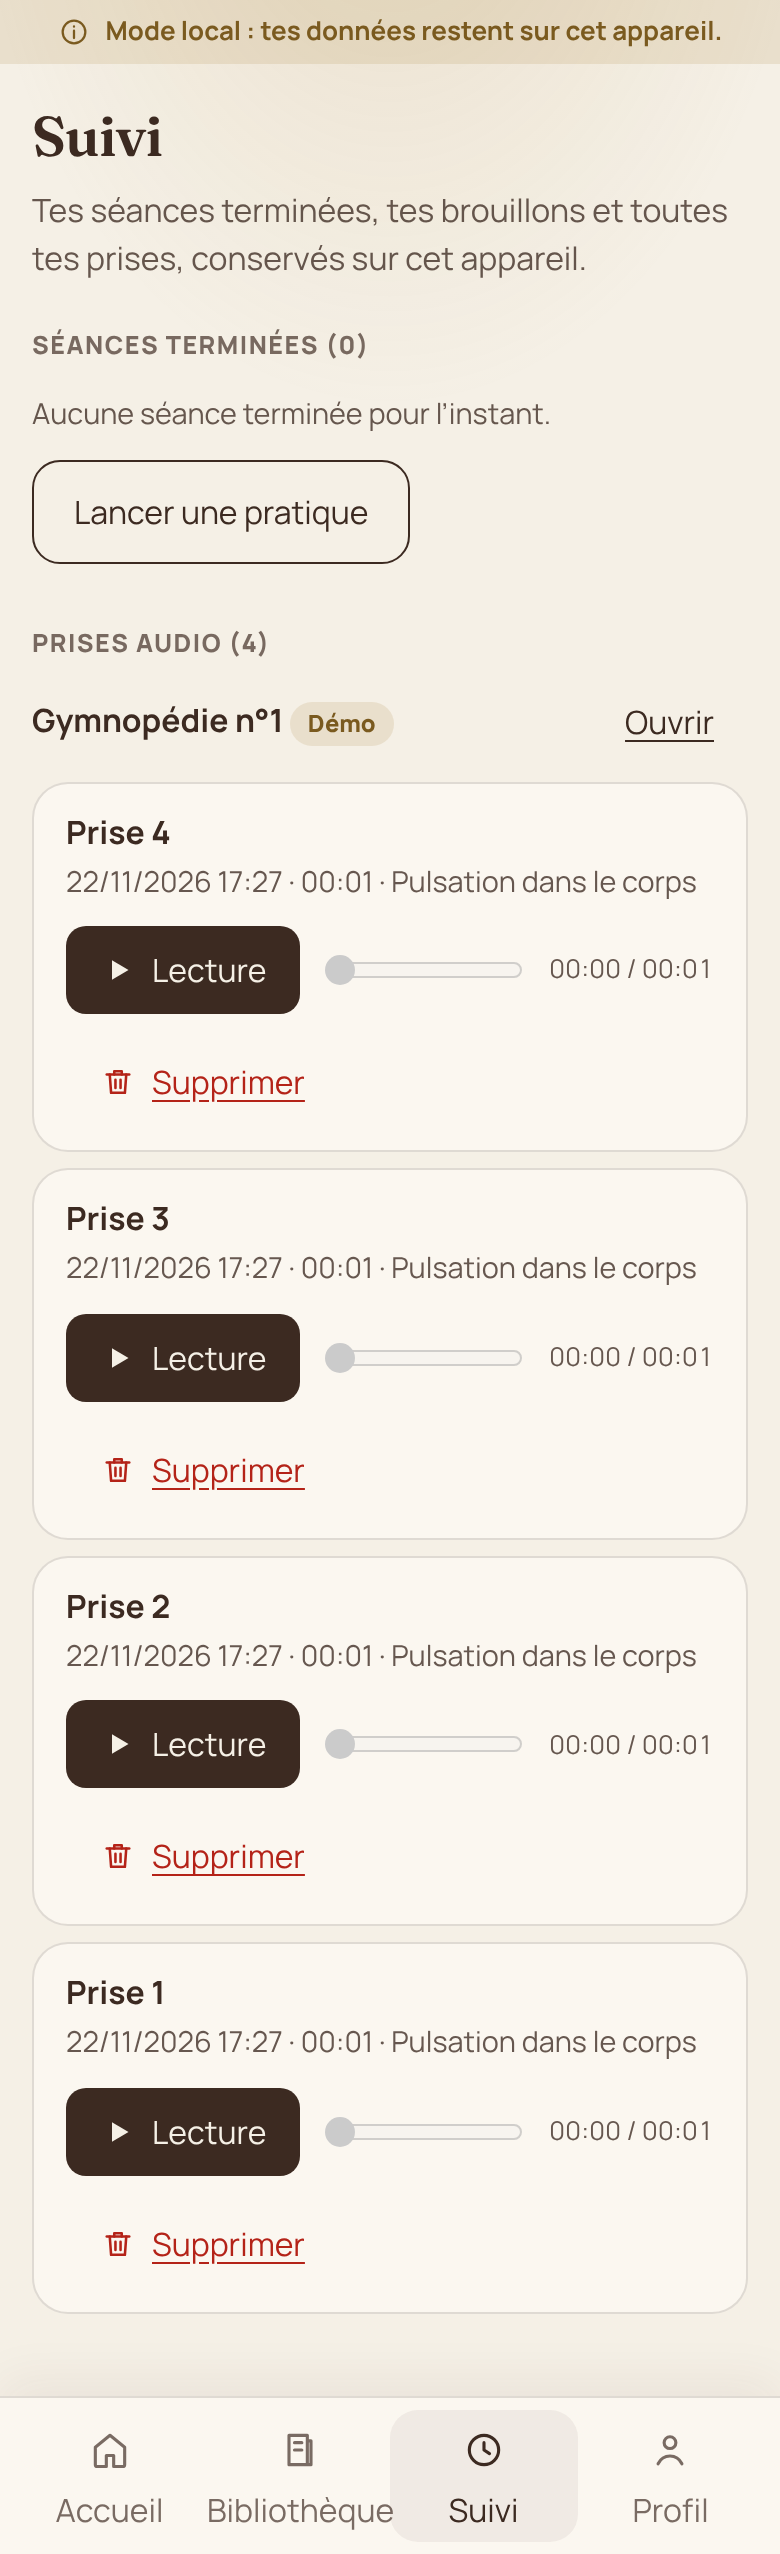 Mode local : tes données restent sur cet appareil.
Suivi
Tes séances terminées, tes brouillons et toutes
tes prises, conservés sur cet appareil.
SÉANCES TERMINÉES (0)
Aucune séance terminée pour l’instant.
Lancer une pratique
PRISES AUDIO (4)
Gymnopédie n°1 Démo Ouvrir
Prise 4
22/11/2026 17:27 · 00:01 · Pulsation dans le corps
Lecture 00:00 / 00:01
Supprimer
Prise 3
22/11/2026 17:27 · 00:01 · Pulsation dans le corps
Lecture 00:00 / 00:01
Supprimer
Prise 2
22/11/2026 17:27 · 00:01 · Pulsation dans le corps
Lecture 00:00 / 00:01
Supprimer
Prise 1
22/11/2026 17:27 · 00:01 · Pulsation dans le corps
Lecture 00:00 / 00:01
Supprimer
Accueil Bibliothèque Suivi Profil